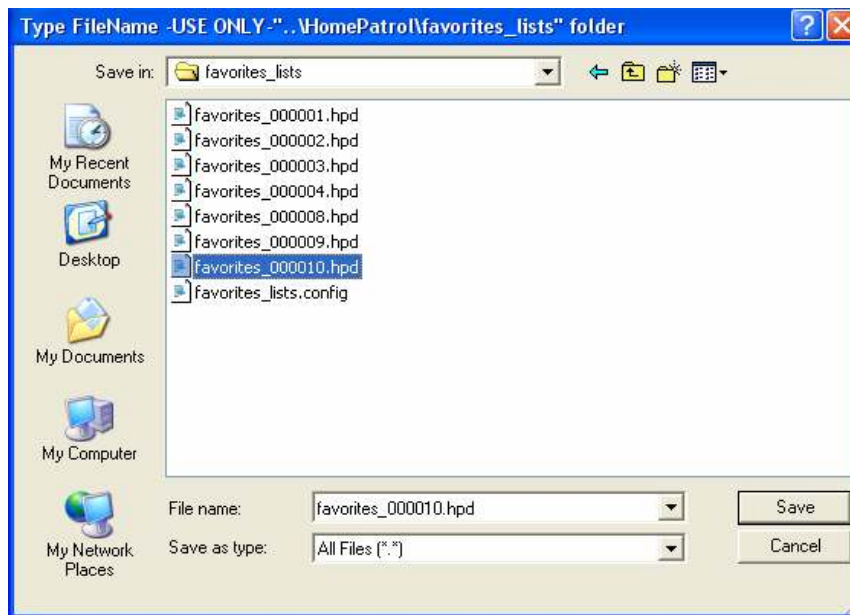 Type FileName -USE ONLY-"..\HomePatrol\favorites_lists" folder
Save in:
favorites_lists
My Recent
Documents
Desktop
My Documents
My Computer
My Network
Places
favorites_000001.hpd
favorites_000002.hpd
favorites_000003.hpd
favorites_000004.hpd
favorites_000008.hpd
favorites_000009.hpd
favorites_000010.hpd
favorites_lists.config
File name:
favorites_000010.hpd
Save
Save as type:
All Files (*.*)
Cancel